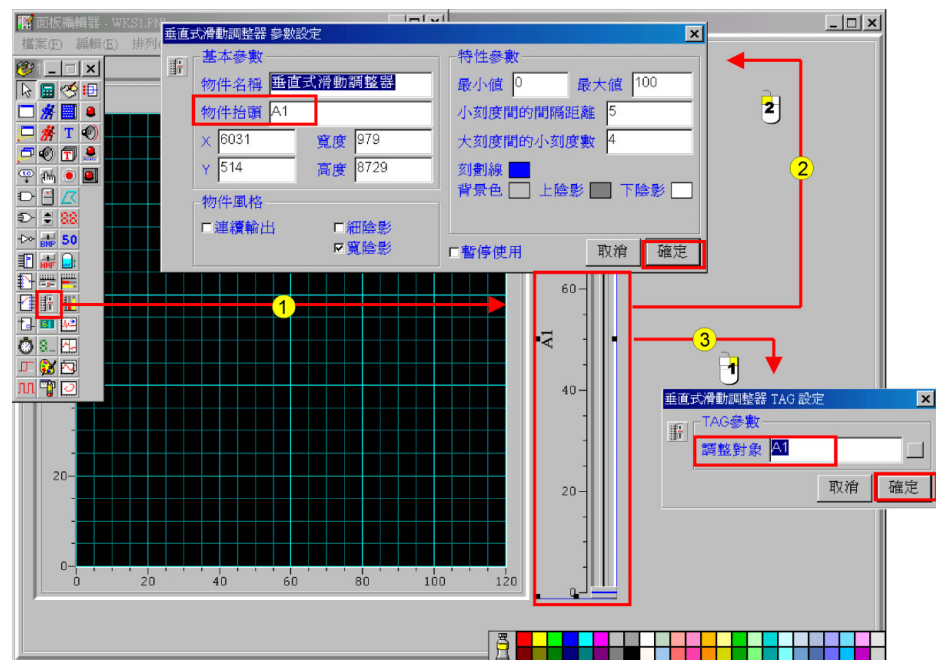 面板編輯器 - WKS1.PNL
檔案(F) 編輯(E) 排列
垂直式滑動調整器 參數設定
基本參數
物件名稱 垂直式滑動調整器
物件抬頭 A1
X 6031 寬度 979
Y 514 高度 8729
物件風格
連續輸出 細陰影
寬陰影
特性參數
最小值 0 最大值 100
小刻度間的間隔距離 5
大刻度間的小刻度數 4
刻劃線
背景色 上陰影 下陰影
暫停使用 取消 確定
2
2
T
BMP 50
1
3
1
60
A1
40
20
0
垂直式滑動調整器 TAG 設定
TAG參數
調整對象 A1
取消 確定
20
0
0 20 40 60 80 100 120